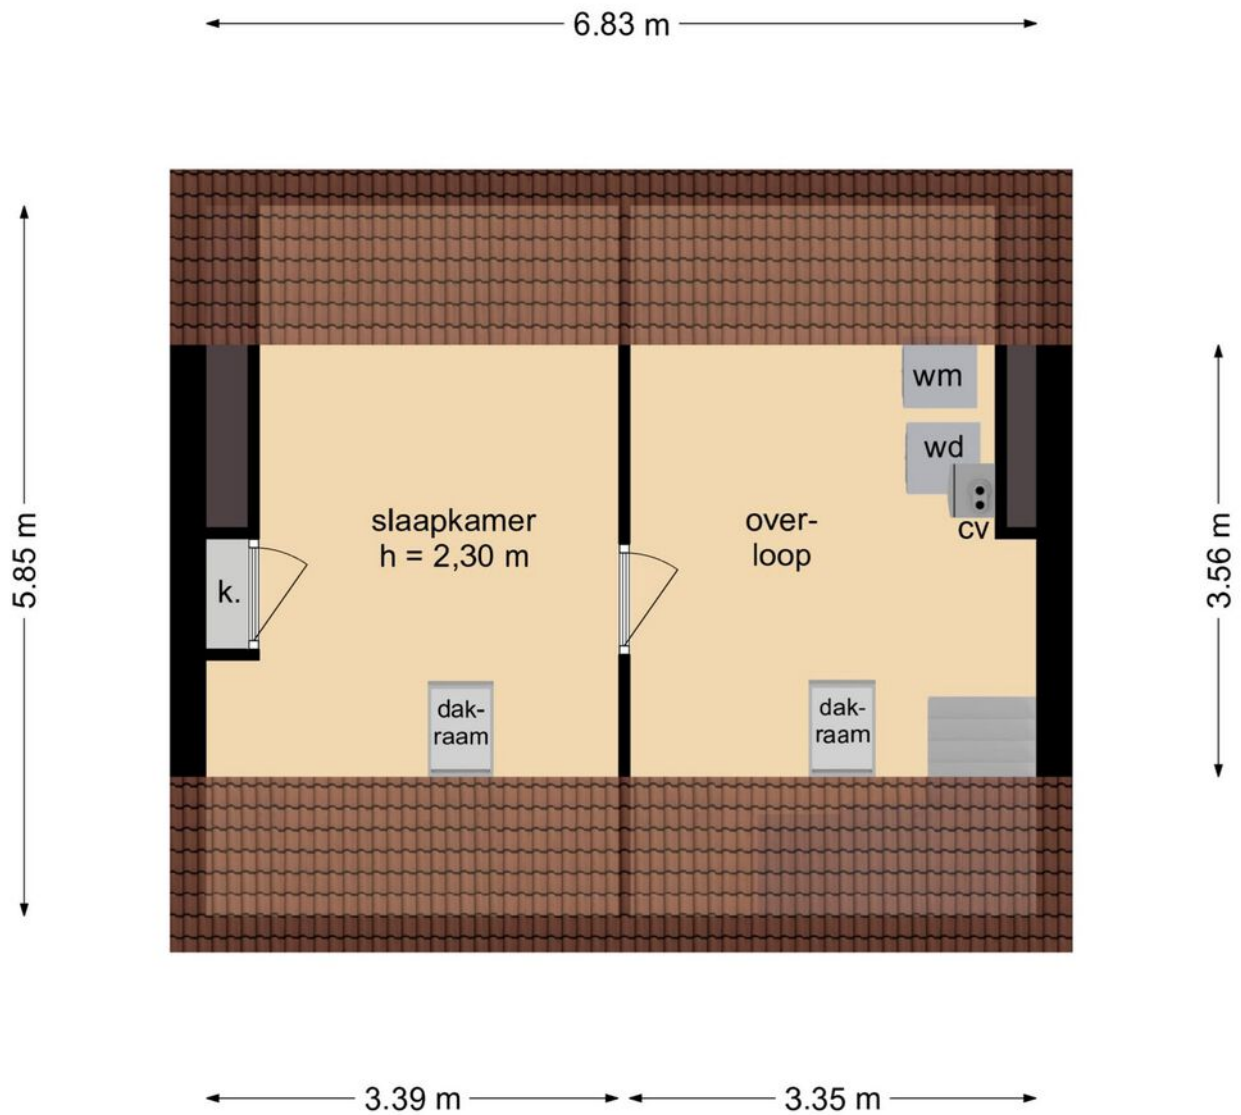 6.83 m
wm
wd
slaapkamer
h = 2,30 m
over-
loop
cv
5.85 m
3.56 m
k.
dak-
raam
dak-
raam
3.39 m
3.35 m